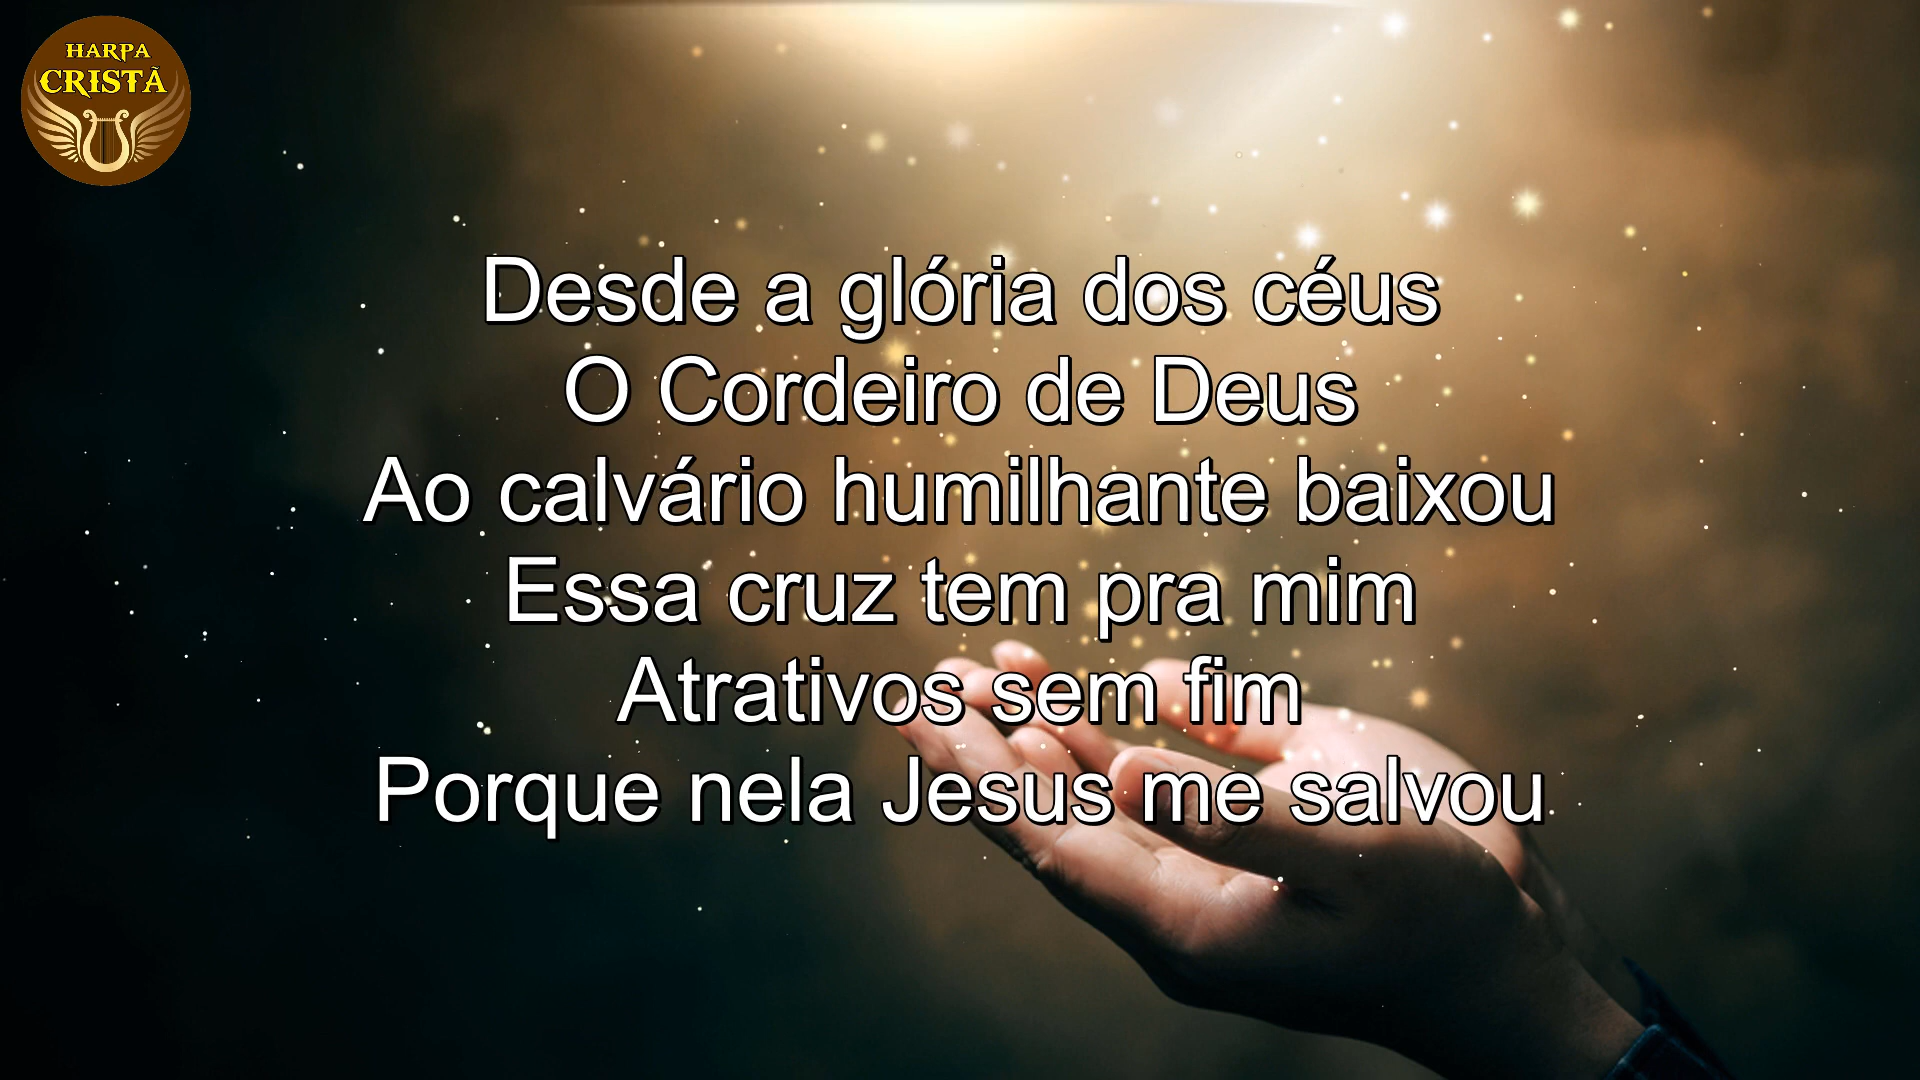 HARPA
CRISTÃ
Desde a glória dos céus
O Cordeiro de Deus
Ao calvário humilhante baixou
Essa cruz tem pra mim
Atrativos sem fim
Porque nela Jesus me salvou